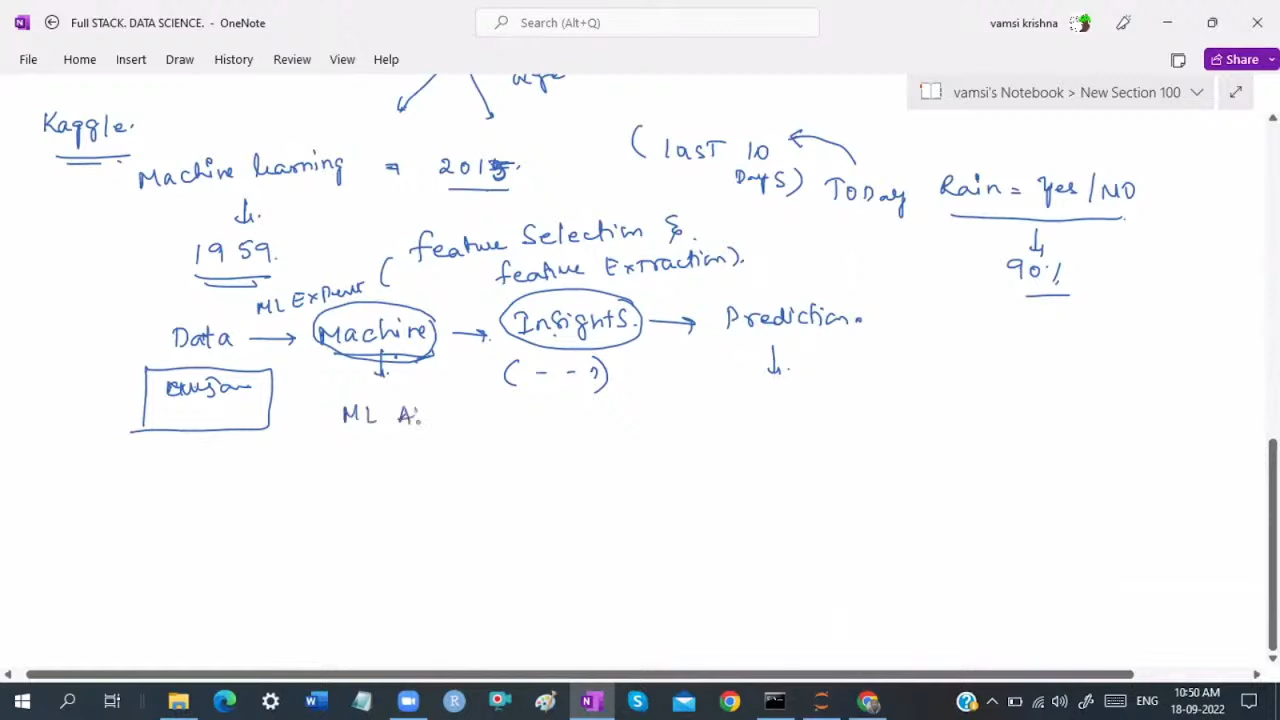 Full STACK. DATA SCIENCE. - OneNote
Search (Alt+Q)
vamsi krishna
File Home Insert Draw History Review View Help
Share
vamsi's Notebook > New Section 100
Kaggle.
(last 10
Days)
Machine learning = 2015.
TODay
Rain = Yes/NO
1959.
90%
(feature Selection &
feature Extraction).
ML
Data → Machine → Insights. → Prediction.
(- - ?)
ML A:
ENG
10:50 AM
18-09-2022